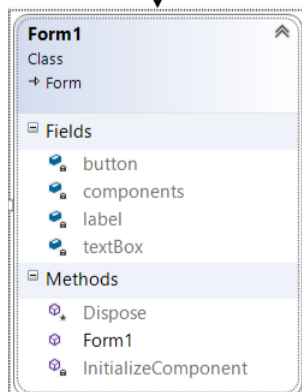 Form1
Class
Form
Fields
button
components
label
textBox
Methods
Dispose
Form1
InitializeComponent